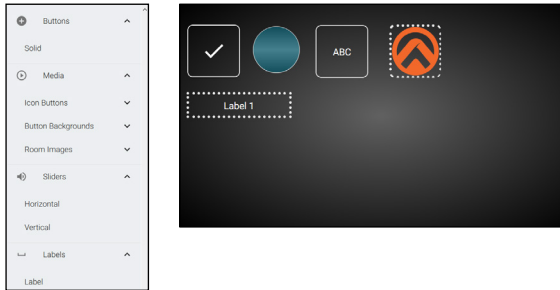 Buttons
Solid
Media
Icon Buttons
Button Backgrounds
Room Images
Sliders
Horizontal
Vertical
Labels
Label
ABC
Label 1